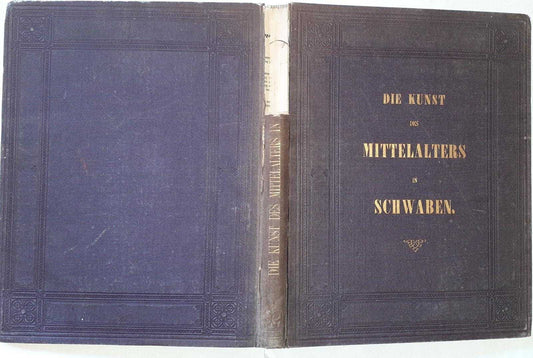 DIE KUNST
DES
MITTELALTERS
in
SCHWABEN.
DIE KUNST DES MITTELALTERS IN